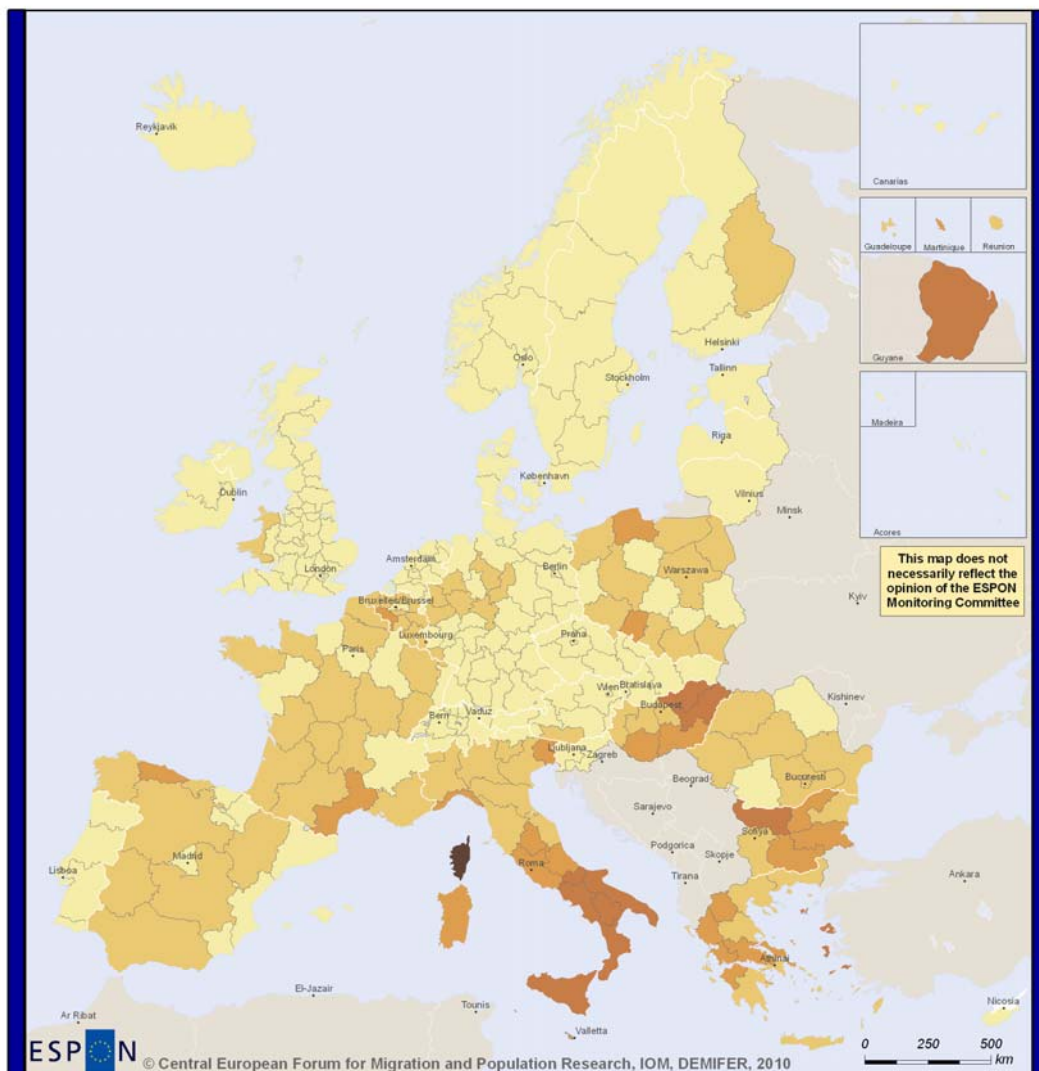 Reykjavik
Canarias
Guadeloupe
Martinique
Réunion
Guyane
Helsinki
Oslo
Tallinn
Stockholm
Madeira
Riga
København
Dublin
Vilnius
Minsk
Acores
This map does not
necessarily reflect the
opinion of the ESPON
Monitoring Committee
Amsterdam
Berlin
London
Warszawa
Kyiv
Bruxelles/Brussel
Luxembourg
Praha
Paris
Kishinev
Wien
Bratislava
Bern
Vaduz
Budapest
Ljubljana
Zagreb
Beograd
Bucuresti
Sarajevo
Sofiya
Podgorica
Skopje
Madrid
Roma
Tirana
Ankara
Lisboa
Athinai
El-Jazair
Tounis
Nicosia
Ar Ribat
Valletta
ESPON
© Central European Forum for Migration and Population Research, IOM, DEMIFER, 2010
0 250 500
km